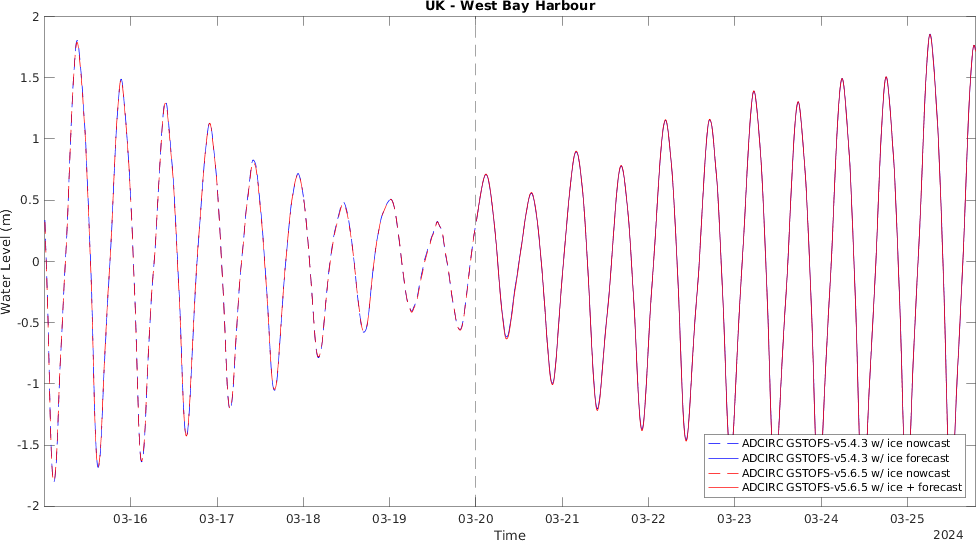 UK - West Bay Harbour
Water Level (m)
2
1.5
1
0.5
0
-0.5
-1
-1.5
-2
ADCIRC GSTOFS-v5.4.3 w/ ice nowcast
ADCIRC GSTOFS-v5.4.3 w/ ice forecast
ADCIRC GSTOFS-v5.6.5 w/ ice nowcast
ADCIRC GSTOFS-v5.6.5 w/ ice + forecast
03-16 03-17 03-18 03-19 03-20 03-21 03-22 03-23 03-24 03-25
Time
2024